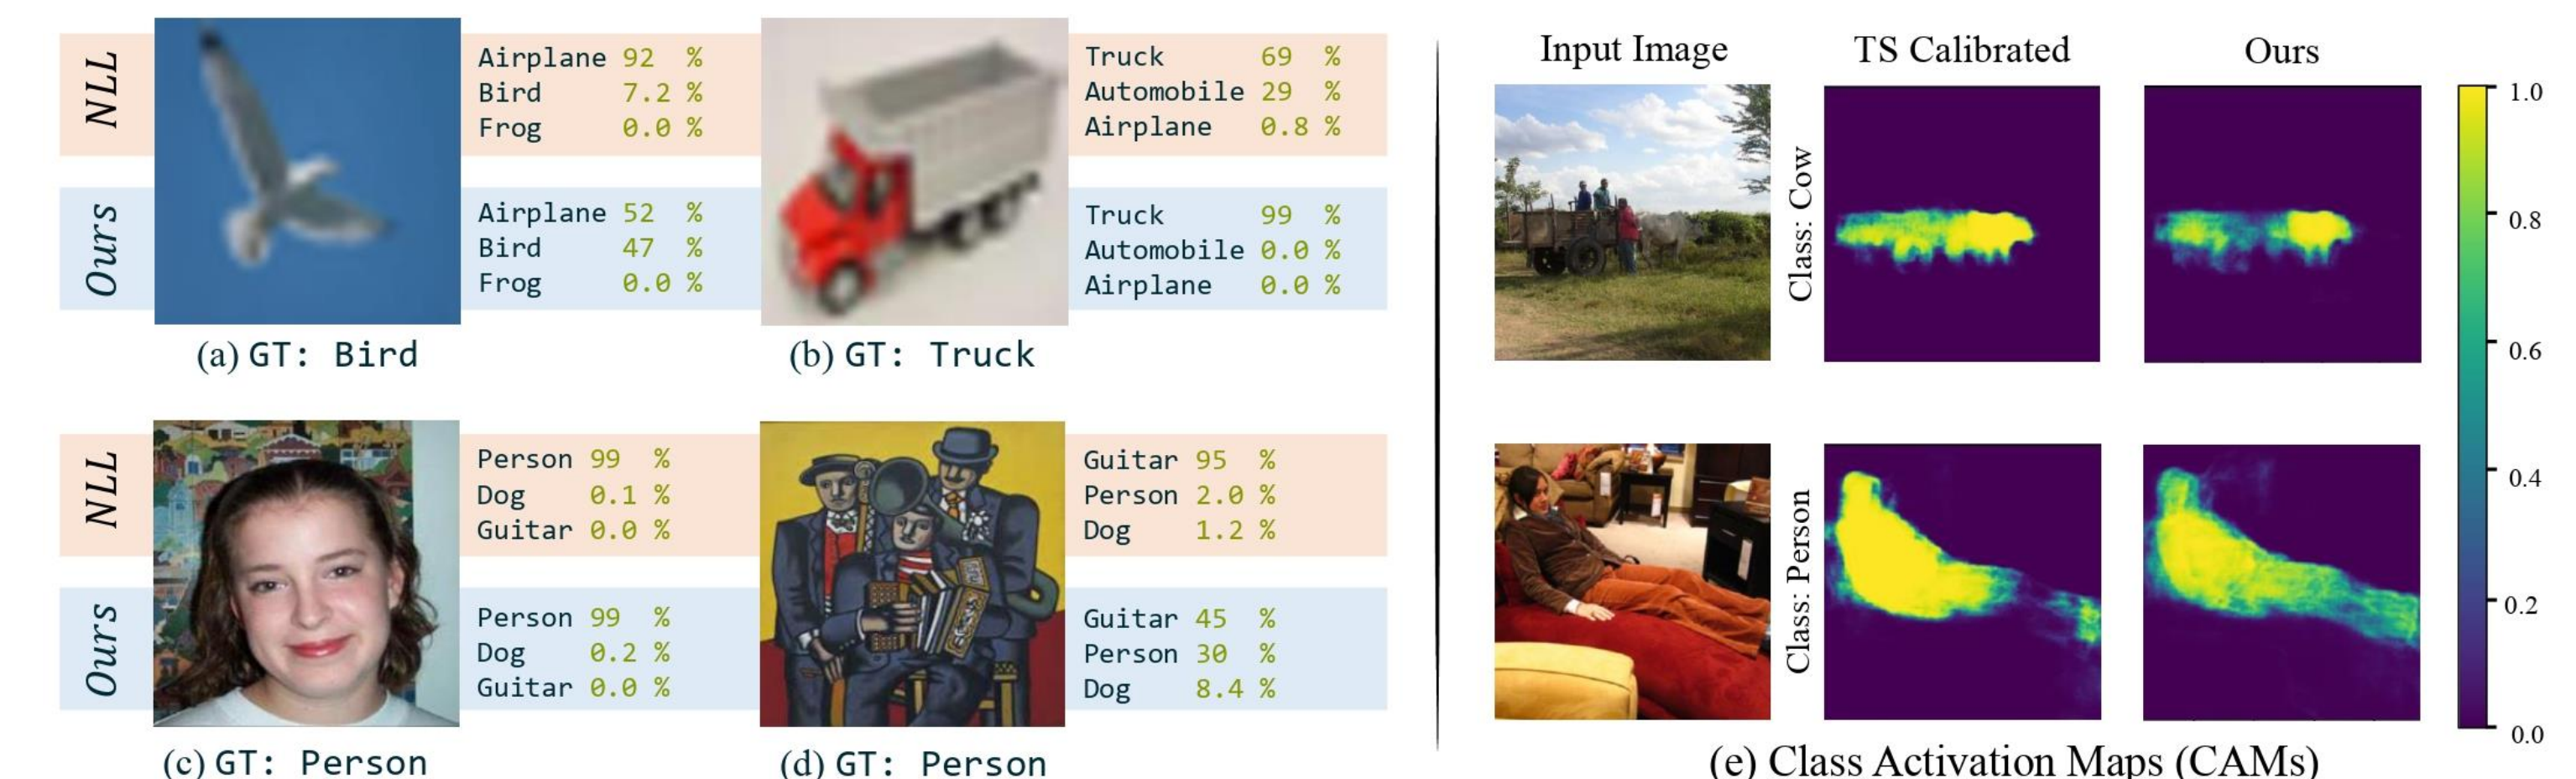 NLL
Airplane 92 %
Bird 7.2 %
Frog 0.0 %
Truck 69 %
Automobile 29 %
Airplane 0.8 %
Ours
Airplane 52 %
Bird 47 %
Frog 0.0 %
Truck 99 %
Automobile 0.0 %
Airplane 0.0 %
(a) GT: Bird
(b) GT: Truck
NLL
Person 99 %
Dog 0.1 %
Guitar 0.0 %
Guitar 95 %
Person 2.0 %
Dog 1.2 %
Ours
Person 99 %
Dog 0.2 %
Guitar 0.0 %
Guitar 45 %
Person 30 %
Dog 8.4 %
(c) GT: Person
(d) GT: Person
Input Image
TS Calibrated
Ours
Class: Cow
Class: Person
1.0
0.8
0.6
0.4
0.2
0.0
(e) Class Activation Maps (CAMs)